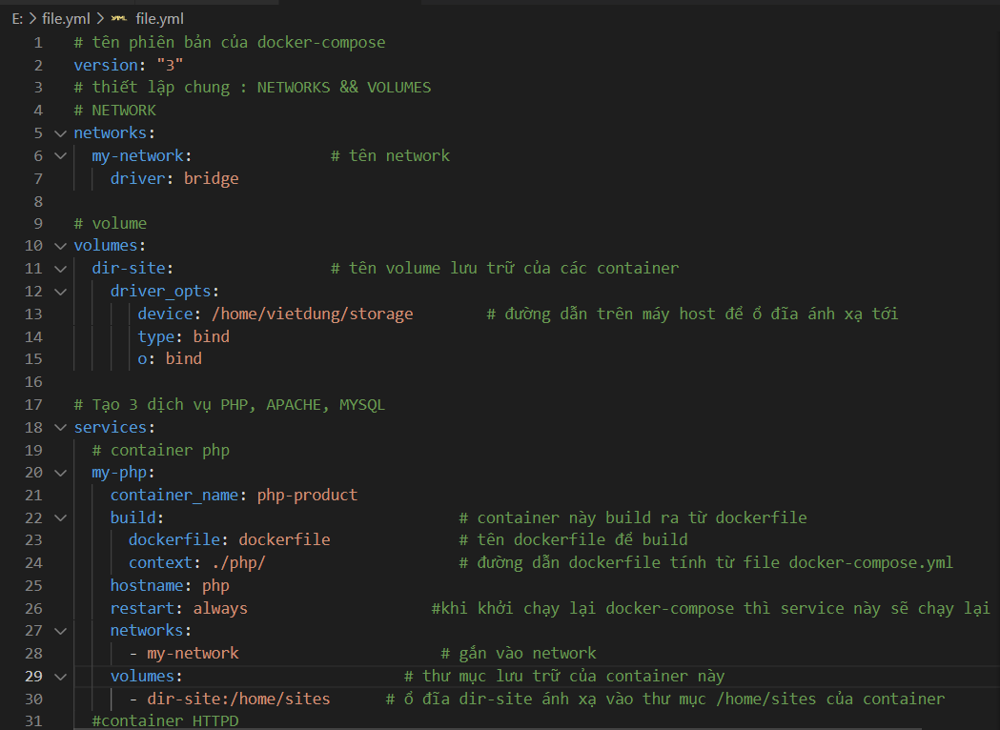 E: > file.yml > file.yml
1 # tên phiên bản của docker-compose
2 version: "3"
3 # thiết lập chung : NETWORKS && VOLUMES
4 # NETWORK
5 networks:
6 my-network: # tên network
7 driver: bridge
8
9 # volume
10 volumes:
11 dir-site: # tên volume lưu trữ của các container
12 driver_opts:
13 device: /home/vietdung/storage # đường dẫn trên máy host để ổ đĩa ánh xạ tới
14 type: bind
15 o: bind
16
17 # Tạo 3 dịch vụ PHP, APACHE, MYSQL
18 services:
19 # container php
20 my-php:
21 container_name: php-product
22 build: # container này build ra từ dockerfile
23 dockerfile: dockerfile # tên dockerfile để build
24 context: ./php/ # đường dẫn dockerfile tính từ file docker-compose.yml
25 hostname: php
26 restart: always #khi khởi chạy lại docker-compose thì service này sẽ chạy lại
27 networks:
28 - my-network # gắn vào network
29 volumes: # thư mục lưu trữ của container này
30 - dir-site:/home/sites # ổ đĩa dir-site ánh xạ vào thư mục /home/sites của container
31 #container HTTPD